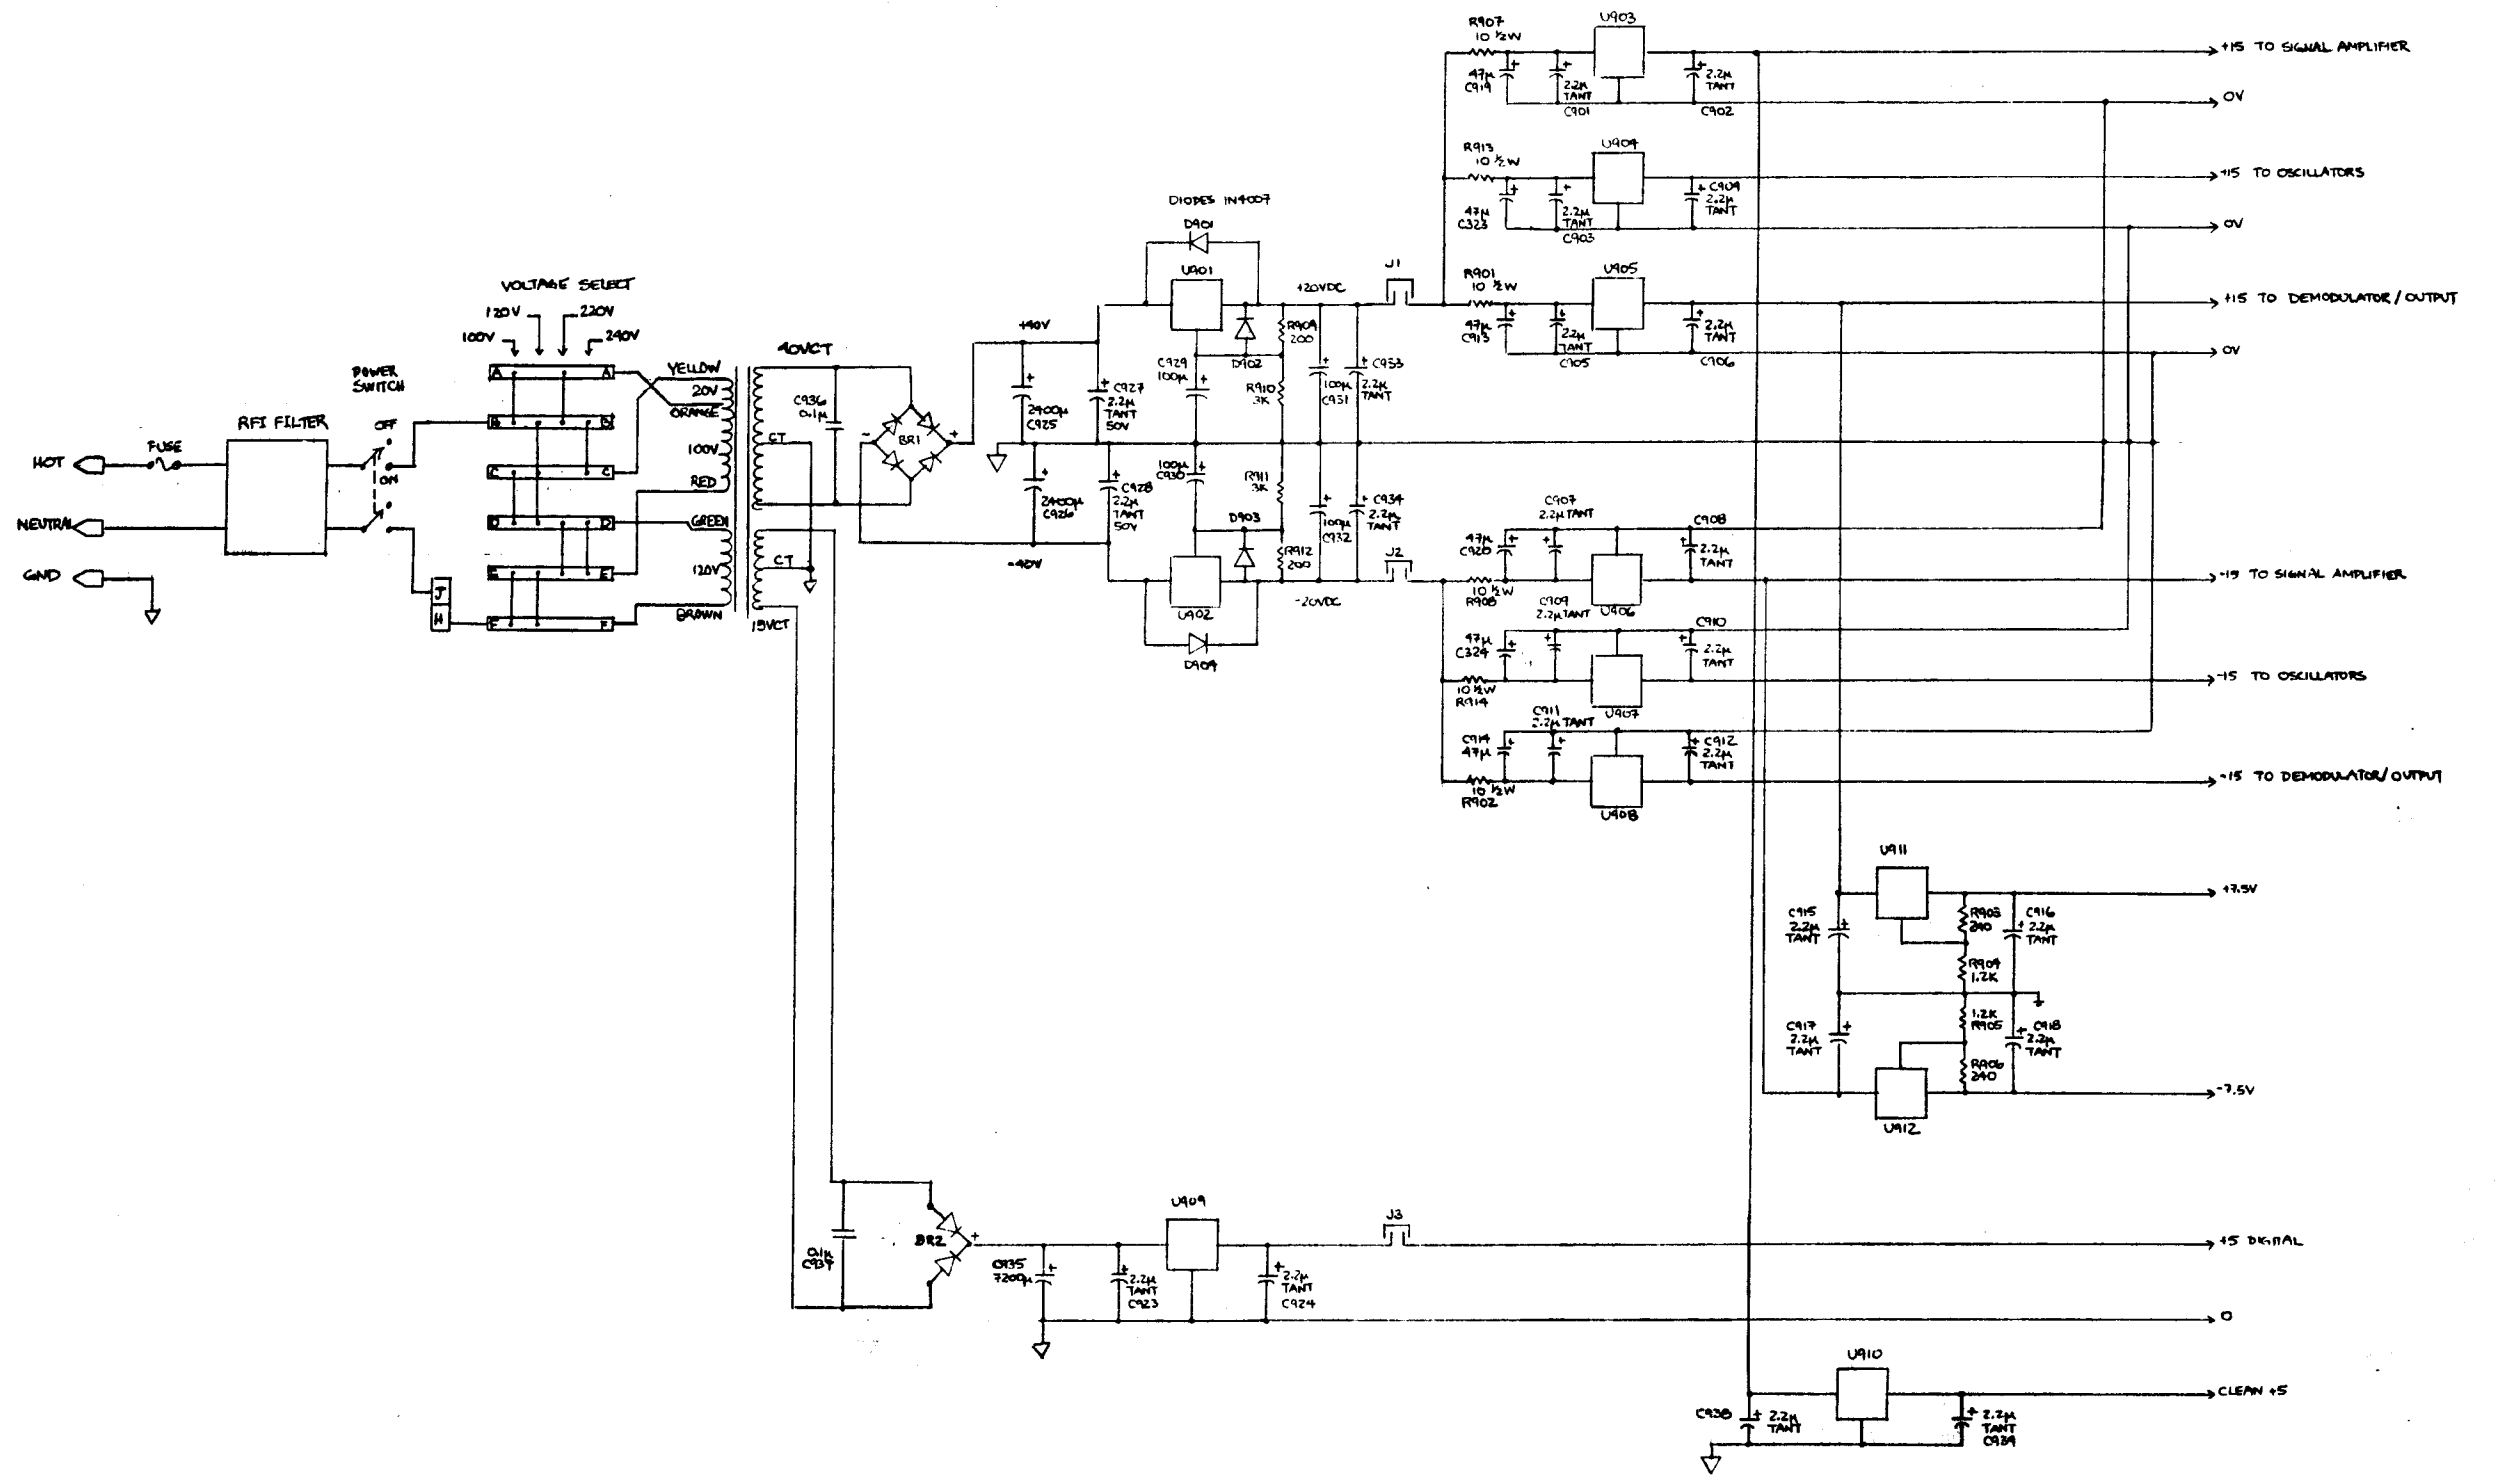 HOT
NEUTRAL
GND
FUSE
RFI FILTER
POWER
SWITCH
OFF
ON
J
H
VOLTAGE SELECT
120V
220V
100V
240V
A A
B B
C C
D D
E E
F F
YELLOW
20V
ORANGE
100V
RED
GREEN
120V
BROWN
40VCT
CT
CT
15VCT
C936
0.1µ
BR1
-
+
+40V
2400µ
C925
C927
2.2µ
TANT
50V
2400µ
C926
C928
2.2µ
TANT
50V
-40V
DIODES IN4007
D901
U901
C929
100µ
D902
R909
200
R910
3K
100µ
C930
R911
3K
D903
R912
200
U902
D904
+20VDC
100µ
C931
C933
2.2µ
TANT
100µ
C932
C934
2.2µ
TANT
-20VDC
J1
J2
R907
10 ½W
47µ
C919
2.2µ
TANT
C901
U903
2.2µ
TANT
C902
+15 TO SIGNAL AMPLIFIER
0V
R913
10 ½W
47µ
C323
2.2µ
TANT
C903
U904
C904
2.2µ
TANT
+15 TO OSCILLATORS
0V
R901
10 ½W
47µ
C913
2.2µ
TANT
C905
U905
2.2µ
TANT
C906
+15 TO DEMODULATOR/OUTPUT
0V
C907
2.2µ TANT
47µ
C920
10 ½W
R908
U906
C908
2.2µ
TANT
-15 TO SIGNAL AMPLIFIER
C909
2.2µ TANT
47µ
C324
10 ½W
R914
U907
C910
2.2µ
TANT
-15 TO OSCILLATORS
C911
2.2µ TANT
C914
47µ
10 ½W
R902
U908
C912
2.2µ
TANT
-15 TO DEMODULATOR/OUTPUT
U911
C915
2.2µ
TANT
R903
240
R904
1.2K
C916
2.2µ
TANT
+7.5V
C917
2.2µ
TANT
1.2K
R905
R906
240
C918
2.2µ
TANT
U912
-7.5V
0.1µ
C937
BR2
+
C935
7200µ
2.2µ
TANT
C923
U909
2.2µ
TANT
C924
J3
+5 DIGITAL
0
C938
2.2µ
TANT
U910
2.2µ
TANT
C939
CLEAN +5